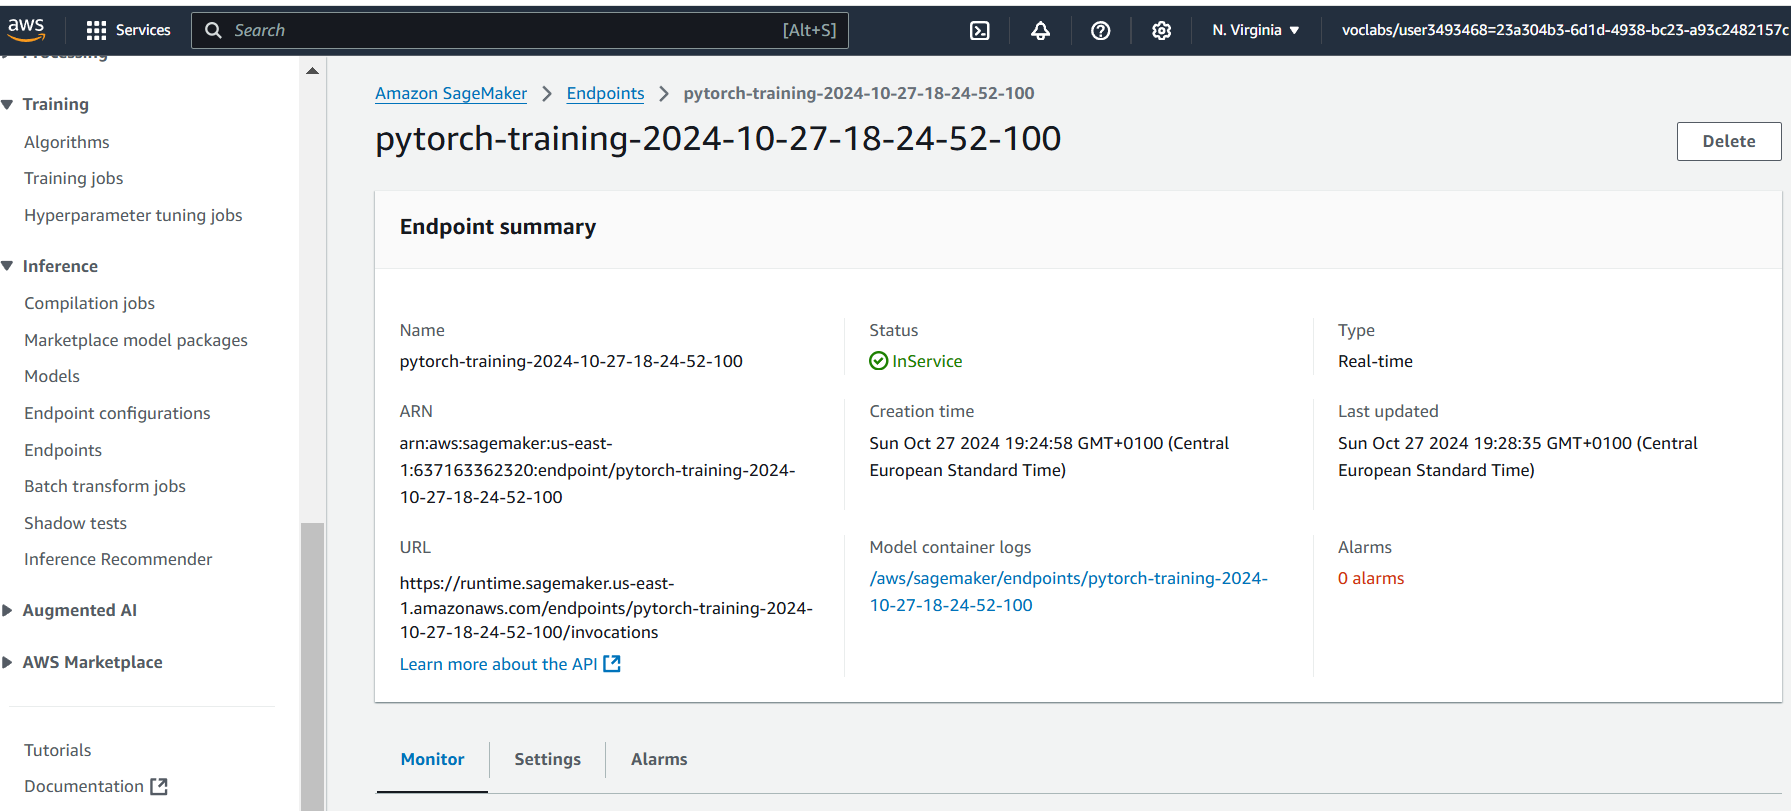 aws
Services
Search
[Alt+S]
N. Virginia
voclabs/user3493468=23a304b3-6d1d-4938-bc23-a93c2482157c
Processing
Training
Algorithms
Training jobs
Hyperparameter tuning jobs
Inference
Compilation jobs
Marketplace model packages
Models
Endpoint configurations
Endpoints
Batch transform jobs
Shadow tests
Inference Recommender
Augmented AI
AWS Marketplace
Tutorials
Documentation
Amazon SageMaker
Endpoints
pytorch-training-2024-10-27-18-24-52-100
pytorch-training-2024-10-27-18-24-52-100
Delete
Endpoint summary
Name
pytorch-training-2024-10-27-18-24-52-100
Status
InService
Type
Real-time
ARN
arn:aws:sagemaker:us-east-
1:637163362320:endpoint/pytorch-training-2024-
10-27-18-24-52-100
Creation time
Sun Oct 27 2024 19:24:58 GMT+0100 (Central
European Standard Time)
Last updated
Sun Oct 27 2024 19:28:35 GMT+0100 (Central
European Standard Time)
URL
https://runtime.sagemaker.us-east-
1.amazonaws.com/endpoints/pytorch-training-2024-
10-27-18-24-52-100/invocations
Learn more about the API
Model container logs
/aws/sagemaker/endpoints/pytorch-training-2024-
10-27-18-24-52-100
Alarms
0 alarms
Monitor
Settings
Alarms